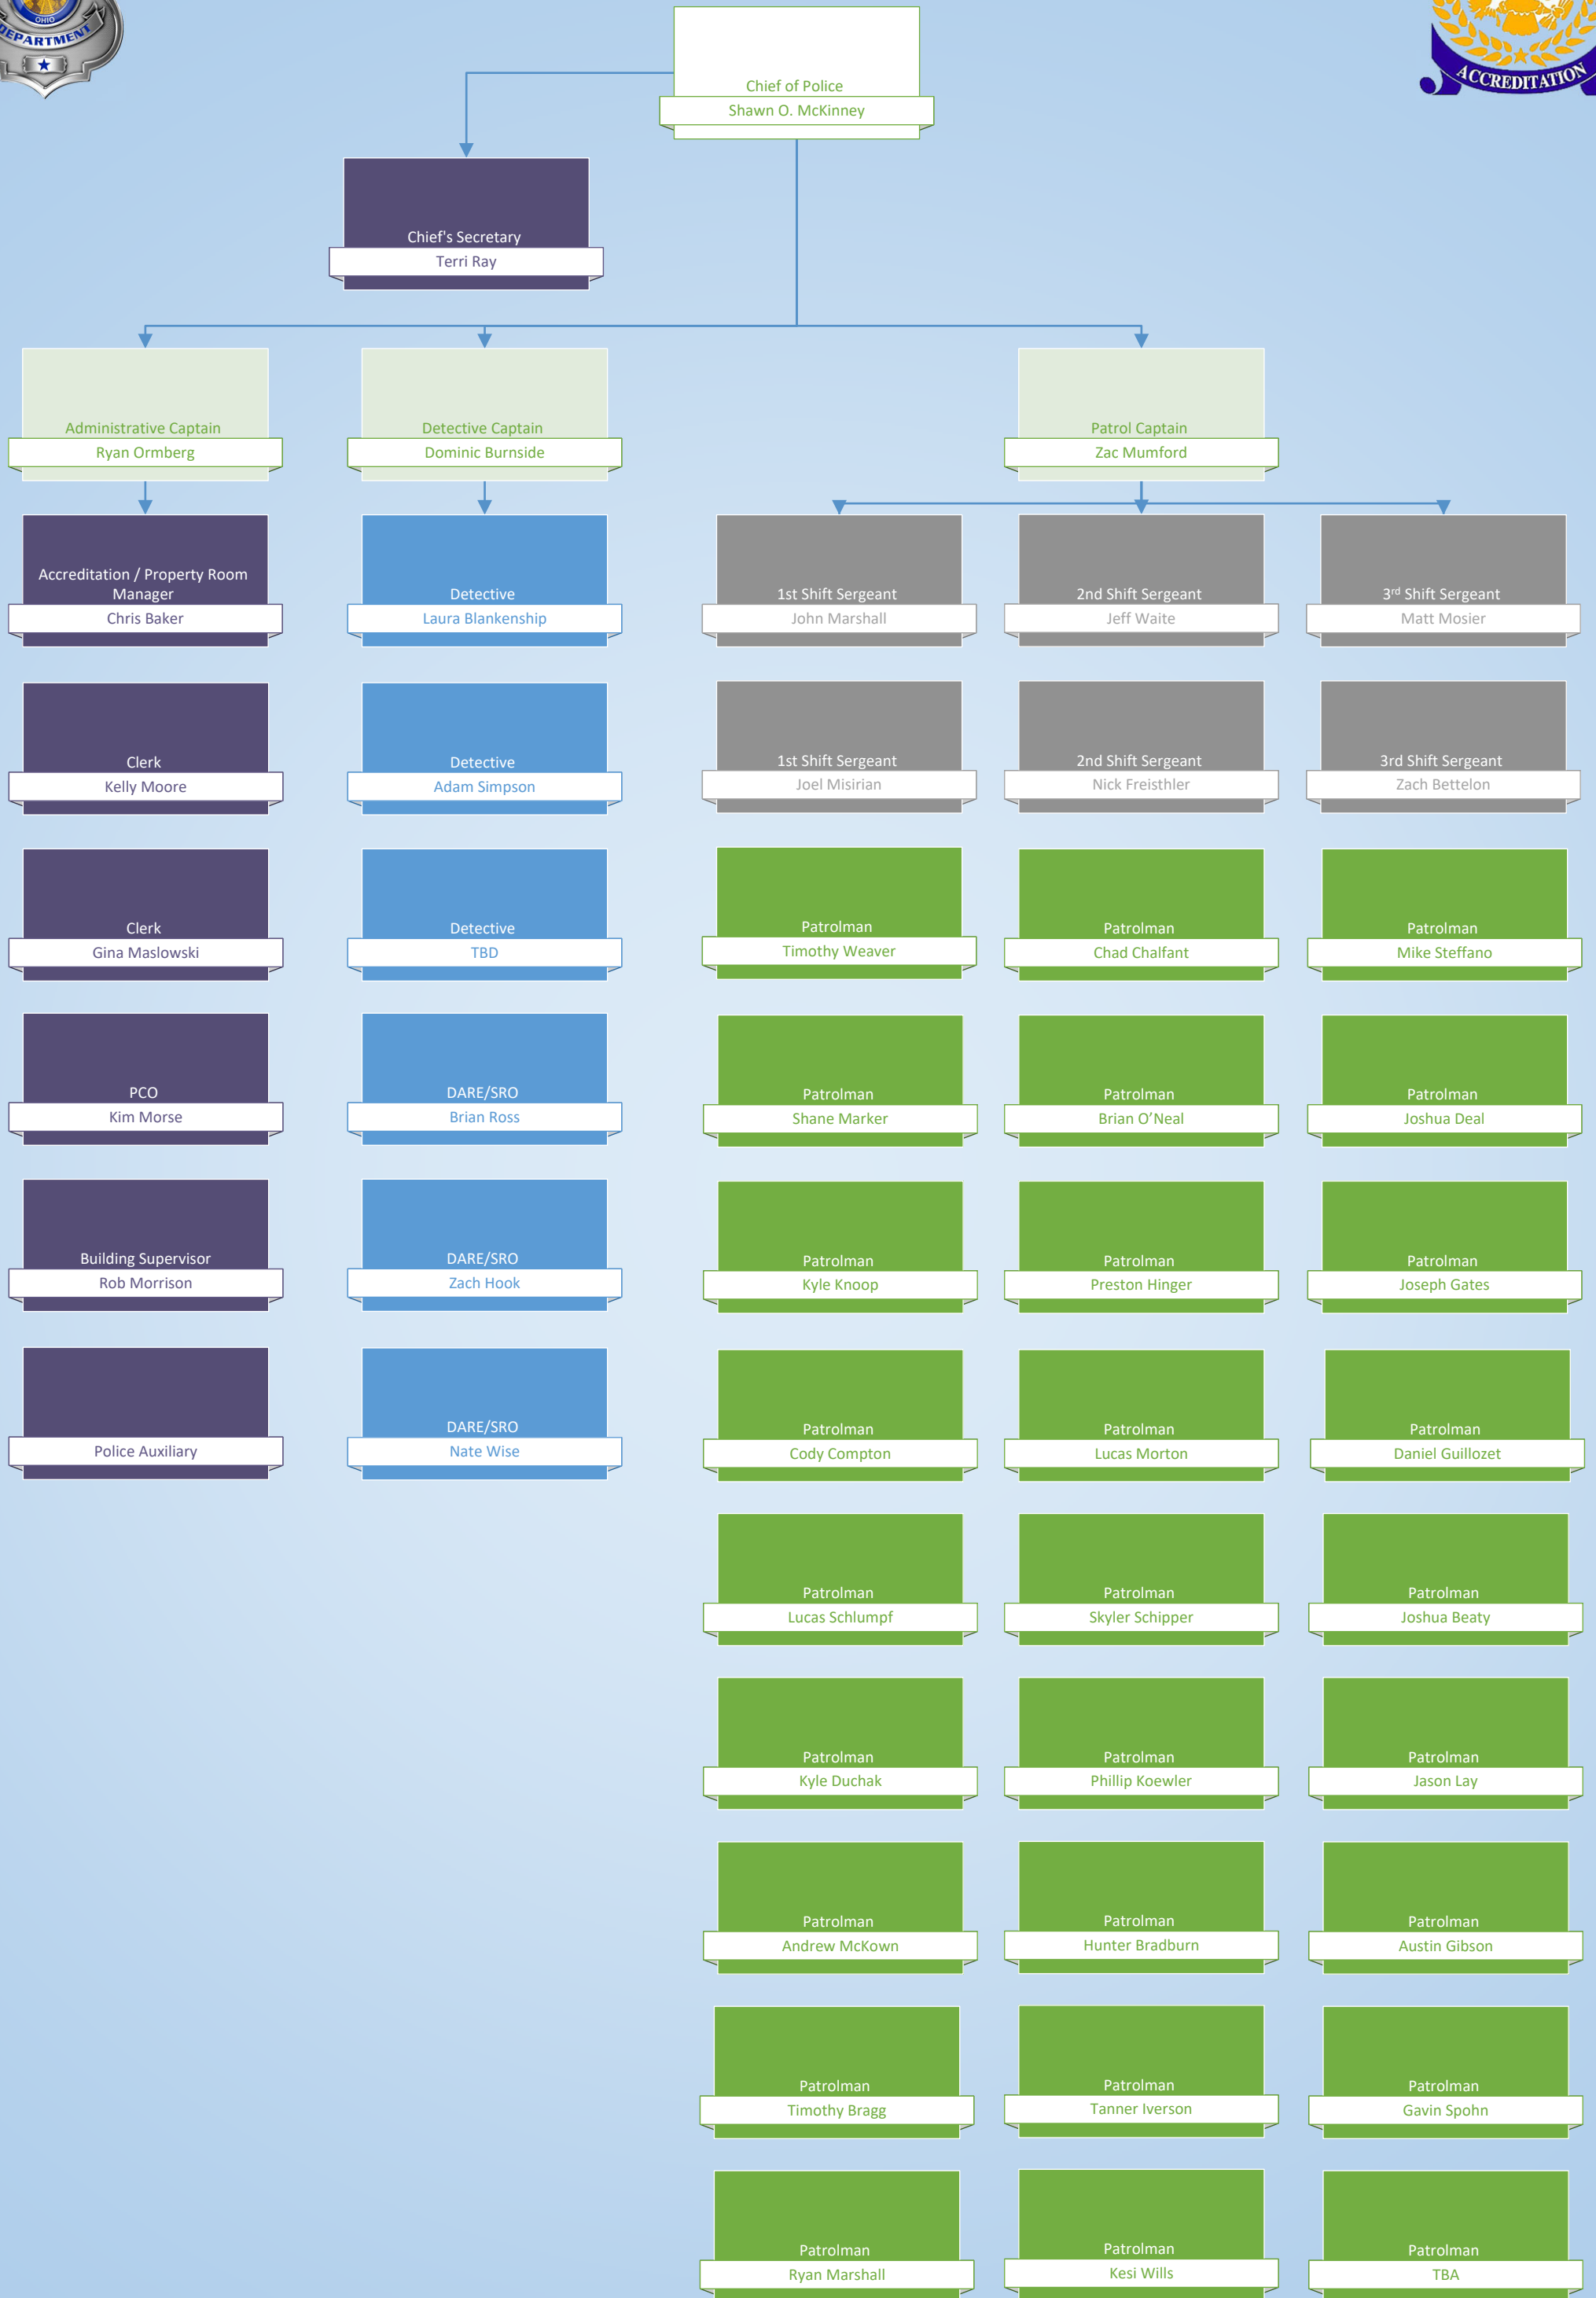 OHIO
DEPARTMENT
ACCREDITATION
Chief of Police
Shawn O. McKinney
Chief's Secretary
Terri Ray
Administrative Captain
Ryan Ormberg
Detective Captain
Dominic Burnside
Patrol Captain
Zac Mumford
Accreditation / Property Room
Manager
Chris Baker
Detective
Laura Blankenship
1st Shift Sergeant
John Marshall
2nd Shift Sergeant
Jeff Waite
3rd Shift Sergeant
Matt Mosier
Clerk
Kelly Moore
Detective
Adam Simpson
1st Shift Sergeant
Joel Misirian
2nd Shift Sergeant
Nick Freisthler
3rd Shift Sergeant
Zach Bettelon
Clerk
Gina Maslowski
Detective
TBD
Patrolman
Timothy Weaver
Patrolman
Chad Chalfant
Patrolman
Mike Steffano
PCO
Kim Morse
DARE/SRO
Brian Ross
Patrolman
Shane Marker
Patrolman
Brian O’Neal
Patrolman
Joshua Deal
Building Supervisor
Rob Morrison
DARE/SRO
Zach Hook
Patrolman
Kyle Knoop
Patrolman
Preston Hinger
Patrolman
Joseph Gates
Police Auxiliary
DARE/SRO
Nate Wise
Patrolman
Cody Compton
Patrolman
Lucas Morton
Patrolman
Daniel Guillozet
Patrolman
Lucas Schlumpf
Patrolman
Skyler Schipper
Patrolman
Joshua Beaty
Patrolman
Kyle Duchak
Patrolman
Phillip Koewler
Patrolman
Jason Lay
Patrolman
Andrew McKown
Patrolman
Hunter Bradburn
Patrolman
Austin Gibson
Patrolman
Timothy Bragg
Patrolman
Tanner Iverson
Patrolman
Gavin Spohn
Patrolman
Ryan Marshall
Patrolman
Kesi Wills
Patrolman
TBA